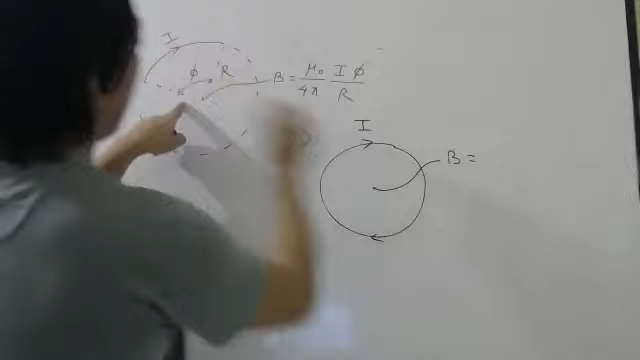 I
φ R
B = μ₀/4π Iφ/R
I
B =